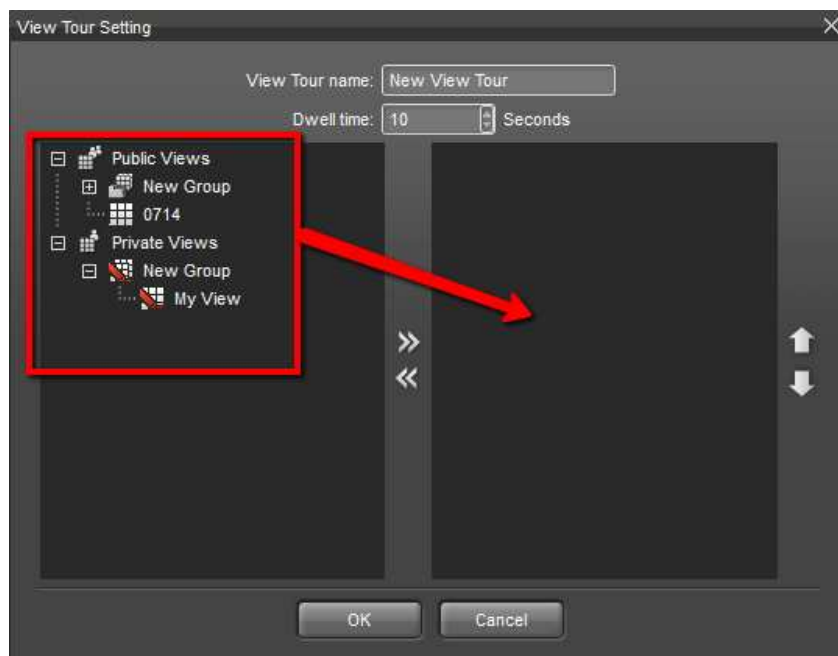 View Tour Setting
View Tour name: New View Tour
Dwell time: 10 Seconds
Public Views
New Group
0714
Private Views
New Group
My View
OK Cancel